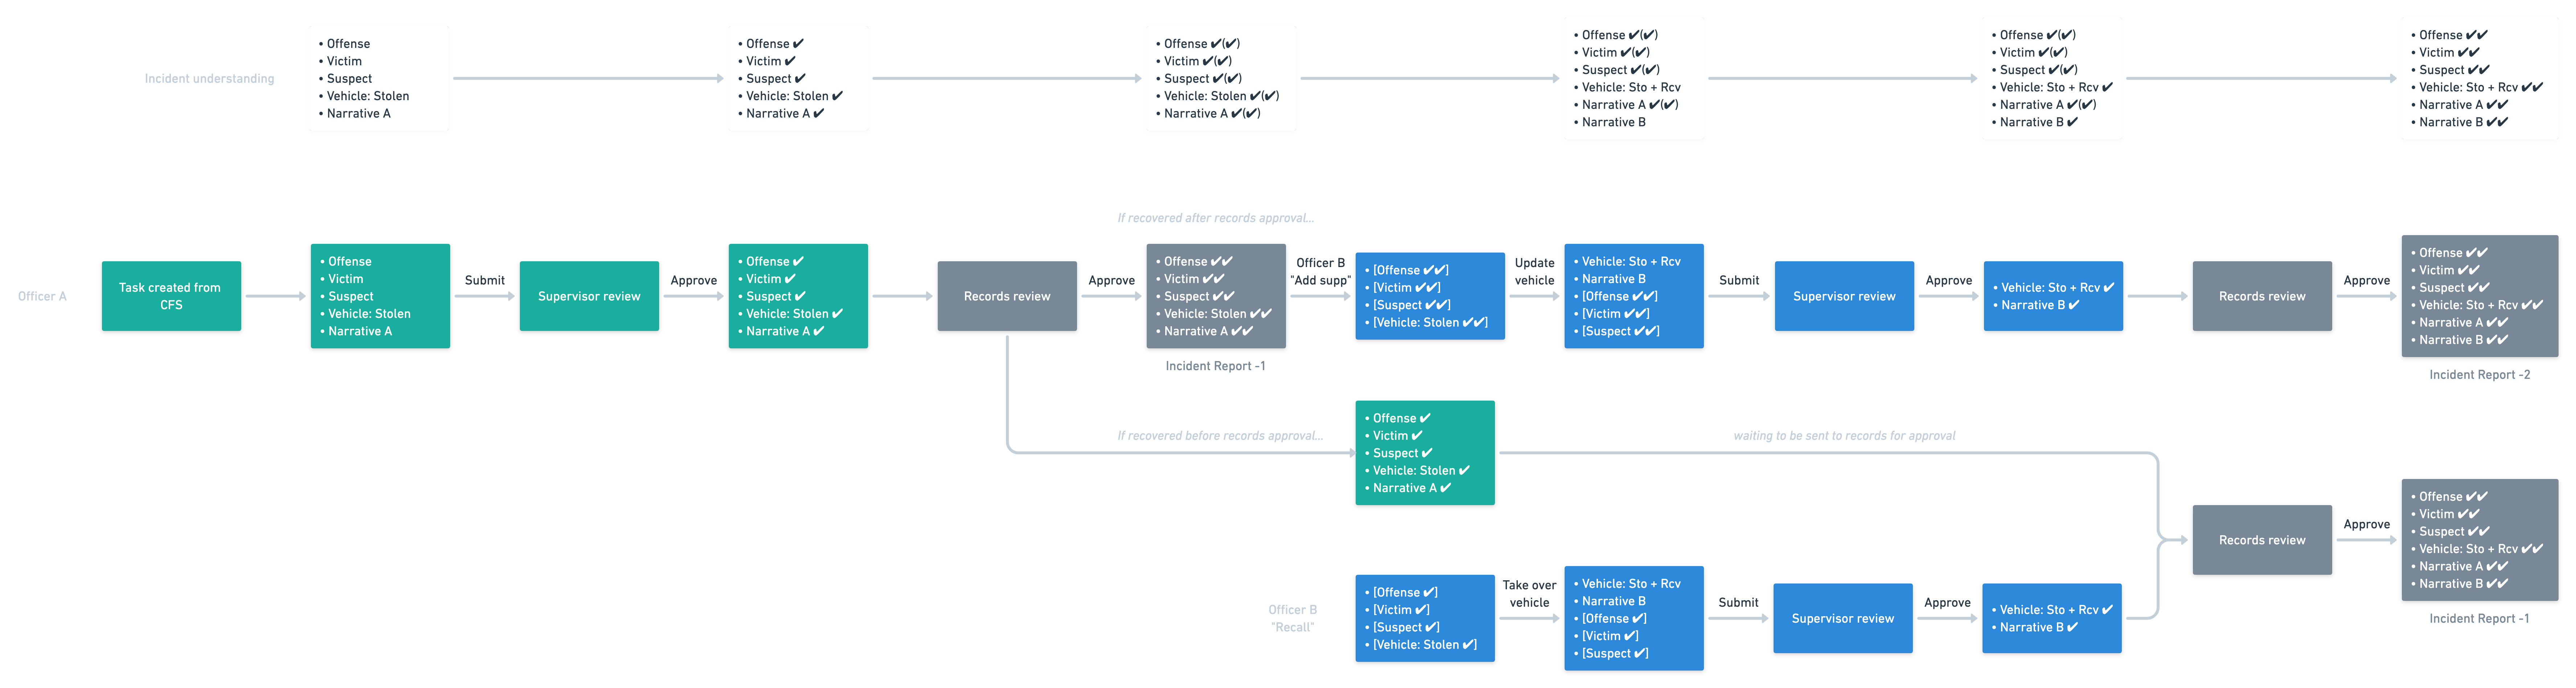 Incident understanding
• Offense
• Victim
• Suspect
• Vehicle: Stolen
• Narrative A
• Offense ✔
• Victim ✔
• Suspect ✔
• Vehicle: Stolen ✔
• Narrative A ✔
• Offense ✔(✔)
• Victim ✔(✔)
• Suspect ✔(✔)
• Vehicle: Stolen ✔(✔)
• Narrative A ✔(✔)
• Offense ✔(✔)
• Victim ✔(✔)
• Suspect ✔(✔)
• Vehicle: Sto + Rcv
• Narrative A ✔(✔)
• Narrative B
• Offense ✔(✔)
• Victim ✔(✔)
• Suspect ✔(✔)
• Vehicle: Sto + Rcv ✔
• Narrative A ✔(✔)
• Narrative B ✔
• Offense ✔✔
• Victim ✔✔
• Suspect ✔✔
• Vehicle: Sto + Rcv ✔✔
• Narrative A ✔✔
• Narrative B ✔✔
If recovered after records approval...
Officer A
Task created from
CFS
• Offense
• Victim
• Suspect
• Vehicle: Stolen
• Narrative A
Submit
Supervisor review
Approve
• Offense ✔
• Victim ✔
• Suspect ✔
• Vehicle: Stolen ✔
• Narrative A ✔
Records review
Approve
• Offense ✔✔
• Victim ✔✔
• Suspect ✔✔
• Vehicle: Stolen ✔✔
• Narrative A ✔✔
Incident Report -1
Officer B
"Add supp"
• [Offense ✔✔]
• [Victim ✔✔]
• [Suspect ✔✔]
• [Vehicle: Stolen ✔✔]
Update
vehicle
• Vehicle: Sto + Rcv
• Narrative B
• [Offense ✔✔]
• [Victim ✔✔]
• [Suspect ✔✔]
Submit
Supervisor review
Approve
• Vehicle: Sto + Rcv ✔
• Narrative B ✔
Records review
Approve
• Offense ✔✔
• Victim ✔✔
• Suspect ✔✔
• Vehicle: Sto + Rcv ✔✔
• Narrative A ✔✔
• Narrative B ✔✔
Incident Report -2
If recovered before records approval...
• Offense ✔
• Victim ✔
• Suspect ✔
• Vehicle: Stolen ✔
• Narrative A ✔
waiting to be sent to records for approval
Officer B
"Recall"
• [Offense ✔]
• [Victim ✔]
• [Suspect ✔]
• [Vehicle: Stolen ✔]
Take over
vehicle
• Vehicle: Sto + Rcv
• Narrative B
• [Offense ✔]
• [Victim ✔]
• [Suspect ✔]
Submit
Supervisor review
Approve
• Vehicle: Sto + Rcv ✔
• Narrative B ✔
Records review
Approve
• Offense ✔✔
• Victim ✔✔
• Suspect ✔✔
• Vehicle: Sto + Rcv ✔✔
• Narrative A ✔✔
• Narrative B ✔✔
Incident Report -1